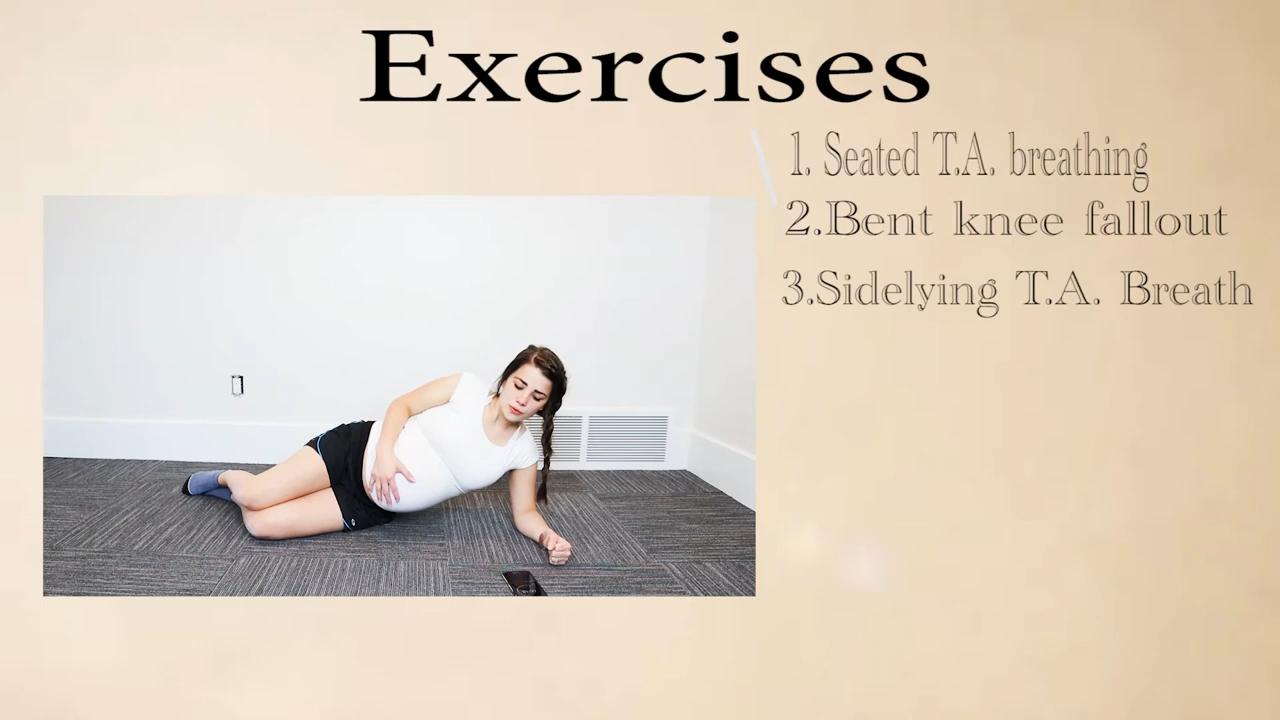 Exercises
1. Seated T.A. breathing
2.Bent knee fallout
3.Sidelying T.A. Breath